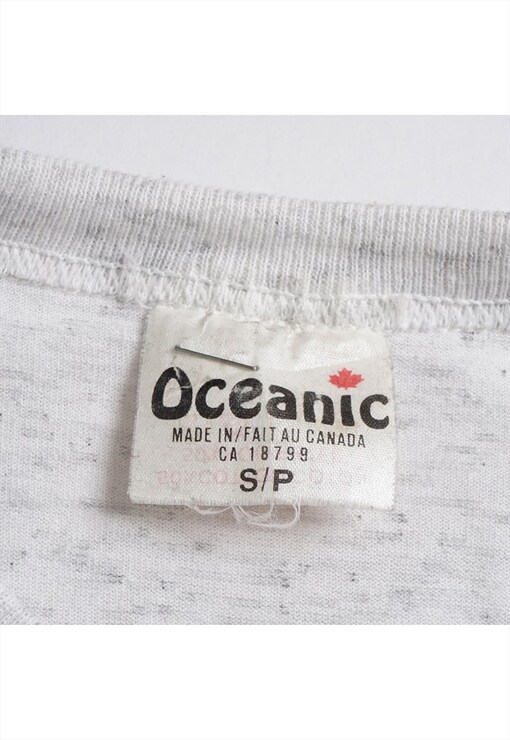 Oceanic
MADE IN/FAIT AU CANADA
CA 18799
S/P